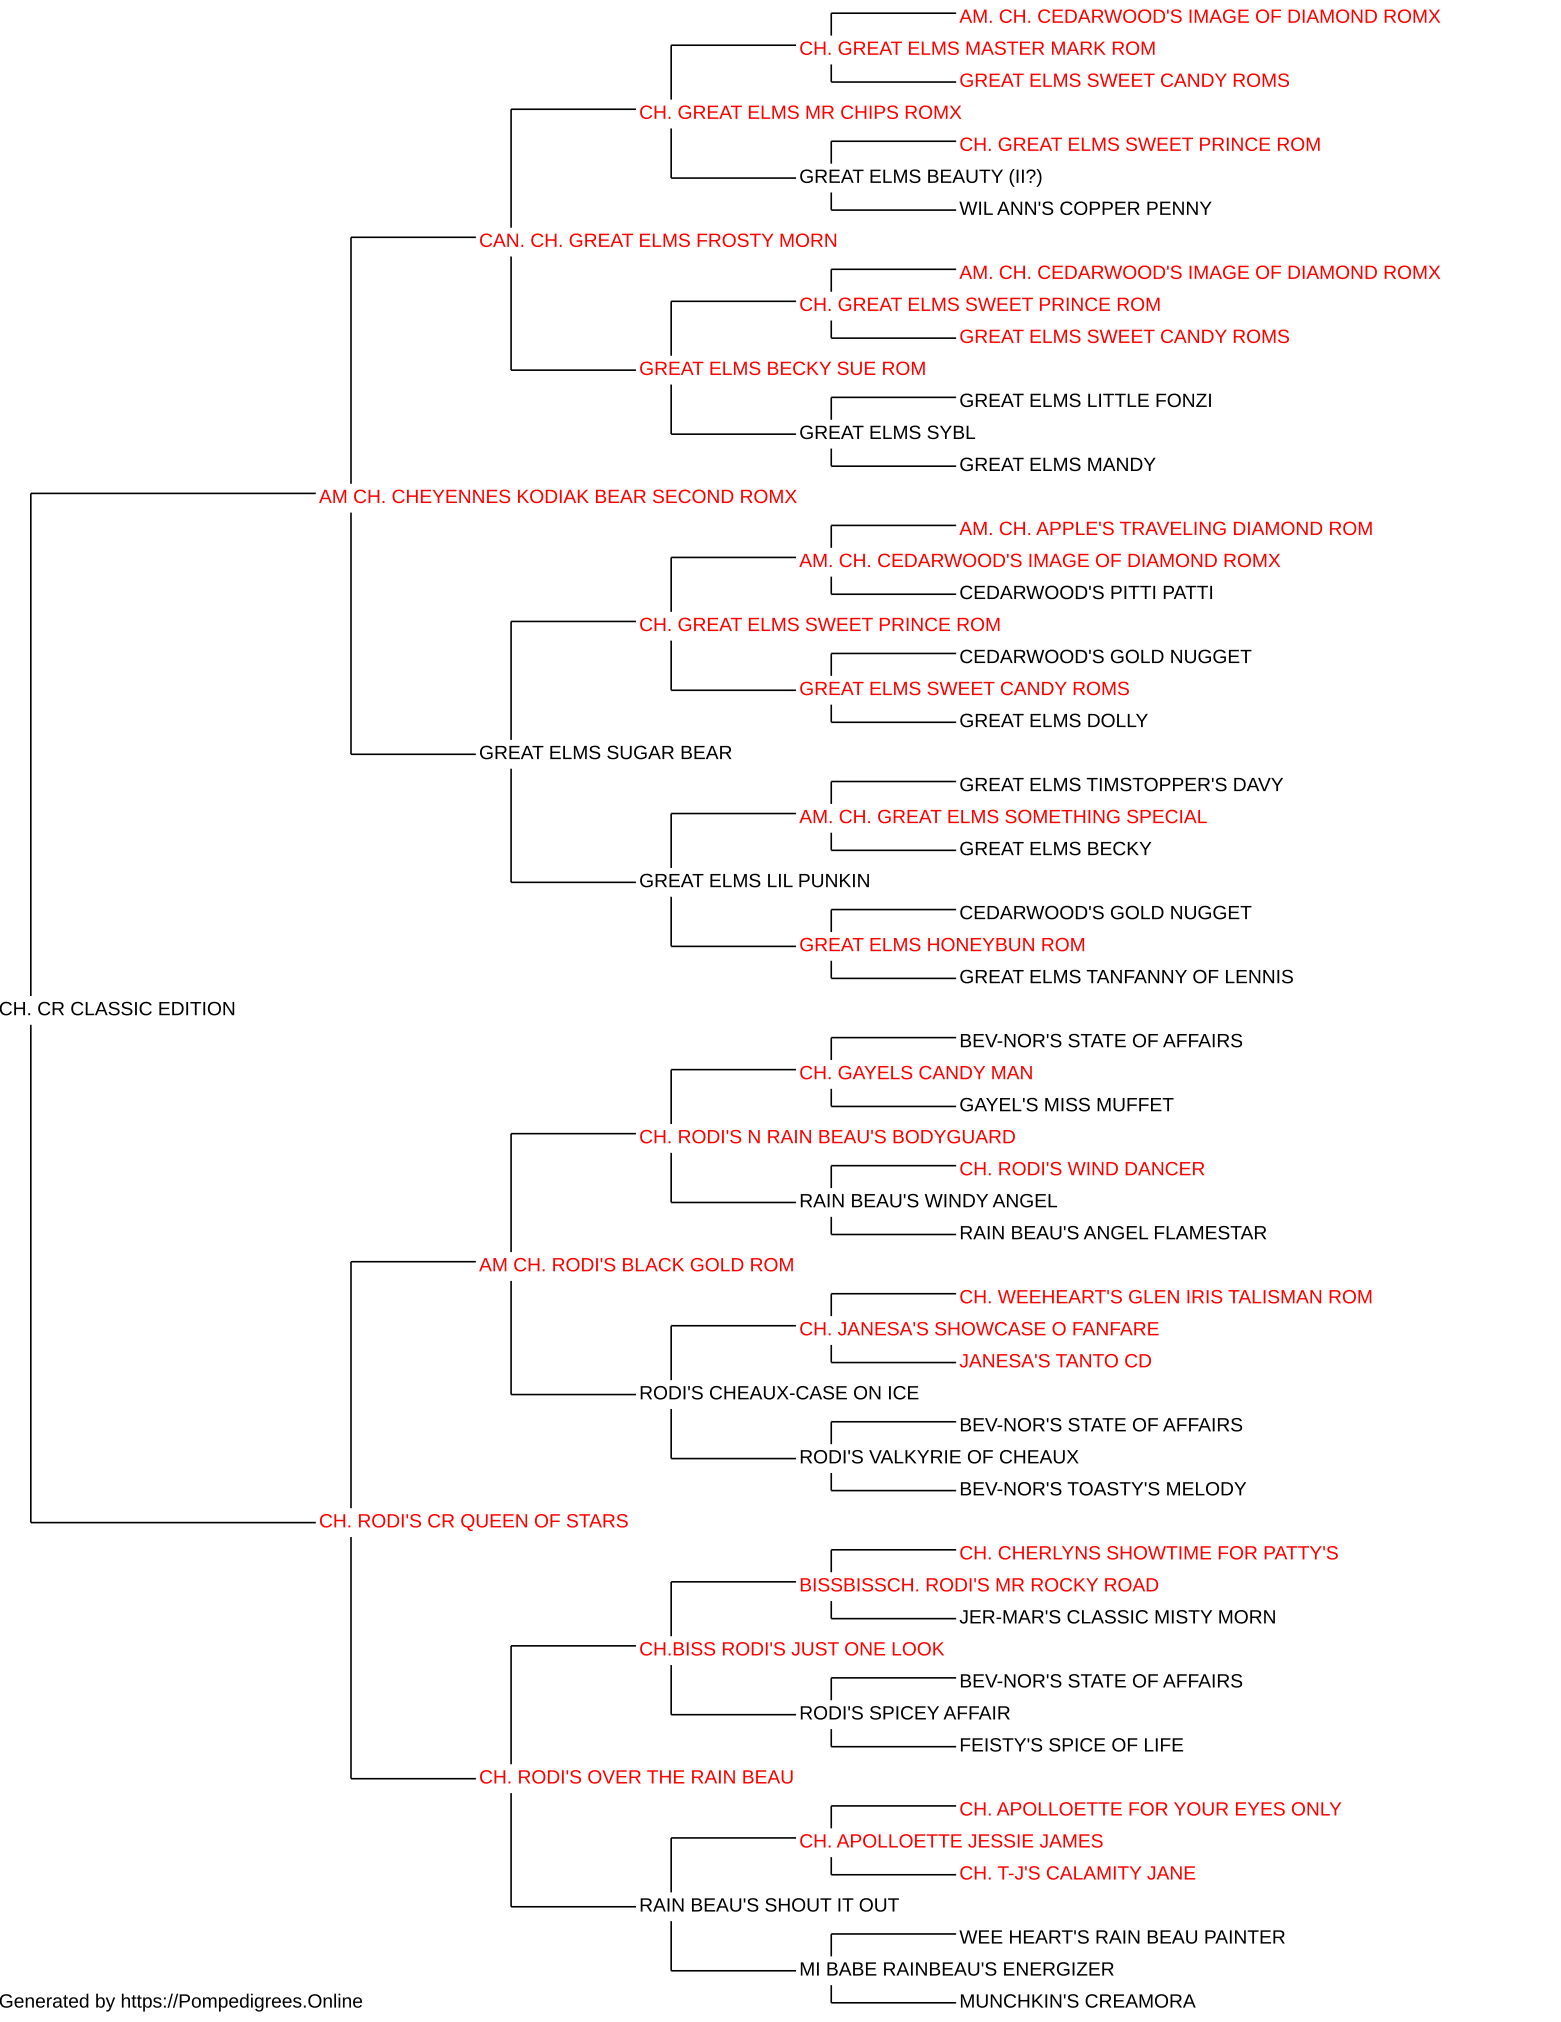 AM. CH. CEDARWOOD'S IMAGE OF DIAMOND ROMX
CH. GREAT ELMS MASTER MARK ROM
GREAT ELMS SWEET CANDY ROMS
CH. GREAT ELMS MR CHIPS ROMX
CH. GREAT ELMS SWEET PRINCE ROM
GREAT ELMS BEAUTY (II?)
WIL ANN'S COPPER PENNY
CAN. CH. GREAT ELMS FROSTY MORN
AM. CH. CEDARWOOD'S IMAGE OF DIAMOND ROMX
CH. GREAT ELMS SWEET PRINCE ROM
GREAT ELMS SWEET CANDY ROMS
GREAT ELMS BECKY SUE ROM
GREAT ELMS LITTLE FONZI
GREAT ELMS SYBL
GREAT ELMS MANDY
AM CH. CHEYENNES KODIAK BEAR SECOND ROMX
AM. CH. APPLE'S TRAVELING DIAMOND ROM
AM. CH. CEDARWOOD'S IMAGE OF DIAMOND ROMX
CEDARWOOD'S PITTI PATTI
CH. GREAT ELMS SWEET PRINCE ROM
CEDARWOOD'S GOLD NUGGET
GREAT ELMS SWEET CANDY ROMS
GREAT ELMS DOLLY
GREAT ELMS SUGAR BEAR
GREAT ELMS TIMSTOPPER'S DAVY
AM. CH. GREAT ELMS SOMETHING SPECIAL
GREAT ELMS BECKY
GREAT ELMS LIL PUNKIN
CEDARWOOD'S GOLD NUGGET
GREAT ELMS HONEYBUN ROM
GREAT ELMS TANFANNY OF LENNIS
CH. CR CLASSIC EDITION
BEV-NOR'S STATE OF AFFAIRS
CH. GAYELS CANDY MAN
GAYEL'S MISS MUFFET
CH. RODI'S N RAIN BEAU'S BODYGUARD
CH. RODI'S WIND DANCER
RAIN BEAU'S WINDY ANGEL
RAIN BEAU'S ANGEL FLAMESTAR
AM CH. RODI'S BLACK GOLD ROM
CH. WEEHEART'S GLEN IRIS TALISMAN ROM
CH. JANESA'S SHOWCASE O FANFARE
JANESA'S TANTO CD
RODI'S CHEAUX-CASE ON ICE
BEV-NOR'S STATE OF AFFAIRS
RODI'S VALKYRIE OF CHEAUX
BEV-NOR'S TOASTY'S MELODY
CH. RODI'S CR QUEEN OF STARS
CH. CHERLYNS SHOWTIME FOR PATTY'S
BISSBISSCH. RODI'S MR ROCKY ROAD
JER-MAR'S CLASSIC MISTY MORN
CH.BISS RODI'S JUST ONE LOOK
BEV-NOR'S STATE OF AFFAIRS
RODI'S SPICEY AFFAIR
FEISTY'S SPICE OF LIFE
CH. RODI'S OVER THE RAIN BEAU
CH. APOLLOETTE FOR YOUR EYES ONLY
CH. APOLLOETTE JESSIE JAMES
CH. T-J'S CALAMITY JANE
RAIN BEAU'S SHOUT IT OUT
WEE HEART'S RAIN BEAU PAINTER
MI BABE RAINBEAU'S ENERGIZER
MUNCHKIN'S CREAMORA
Generated by https://Pompedigrees.Online